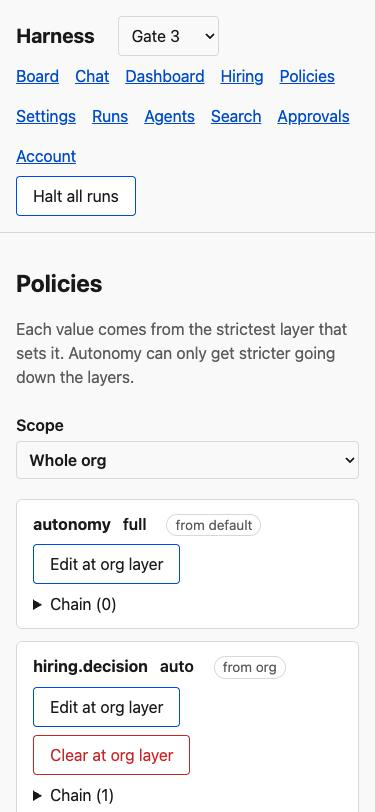 Harness Gate 3
Board Chat Dashboard Hiring Policies
Settings Runs Agents Search Approvals
Account
Halt all runs
Policies
Each value comes from the strictest layer that
sets it. Autonomy can only get stricter going
down the layers.
Scope
Whole org
autonomy full from default
Edit at org layer
Chain (0)
hiring.decision auto from org
Edit at org layer
Clear at org layer
Chain (1)